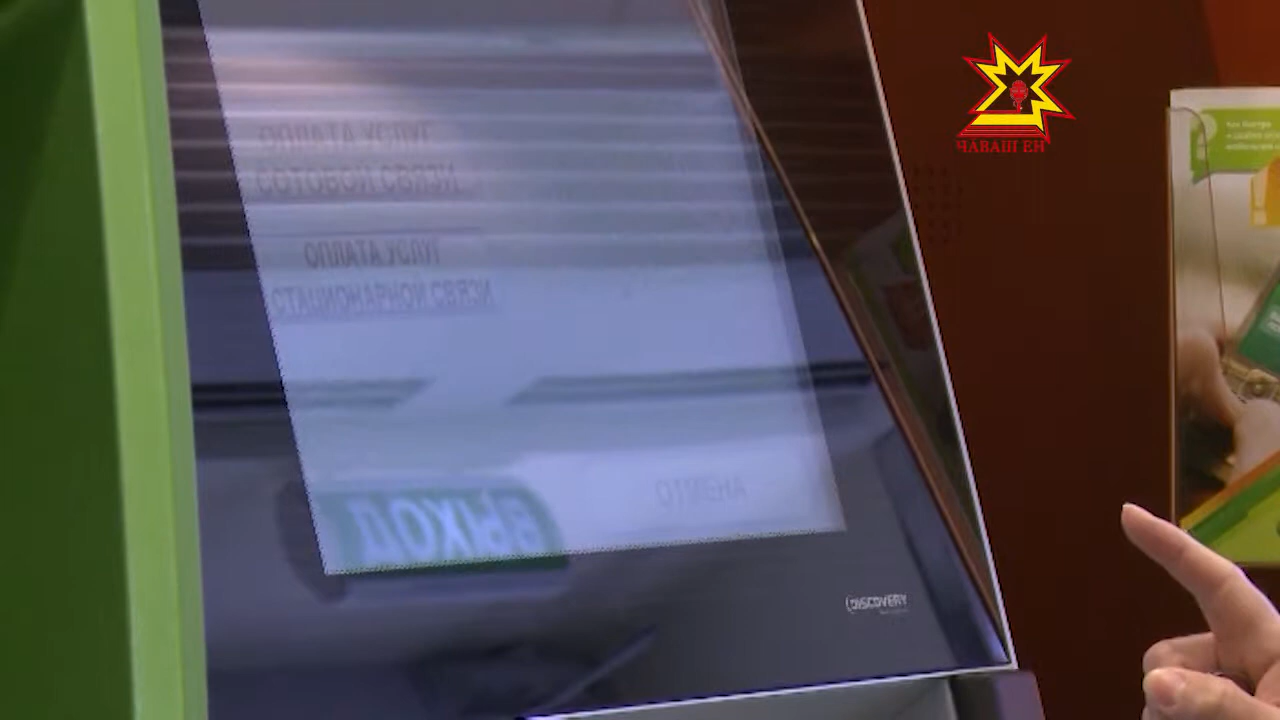 ОПЛАТА УСЛУГ
СОТОВОЙ СВЯЗИ
ОПЛАТА УСЛУГ
СТАЦИОНАРНОЙ СВЯЗИ
ОТМЕНА
ВЫХОД
DISCOVERY
ЧĂВАШ ЕН